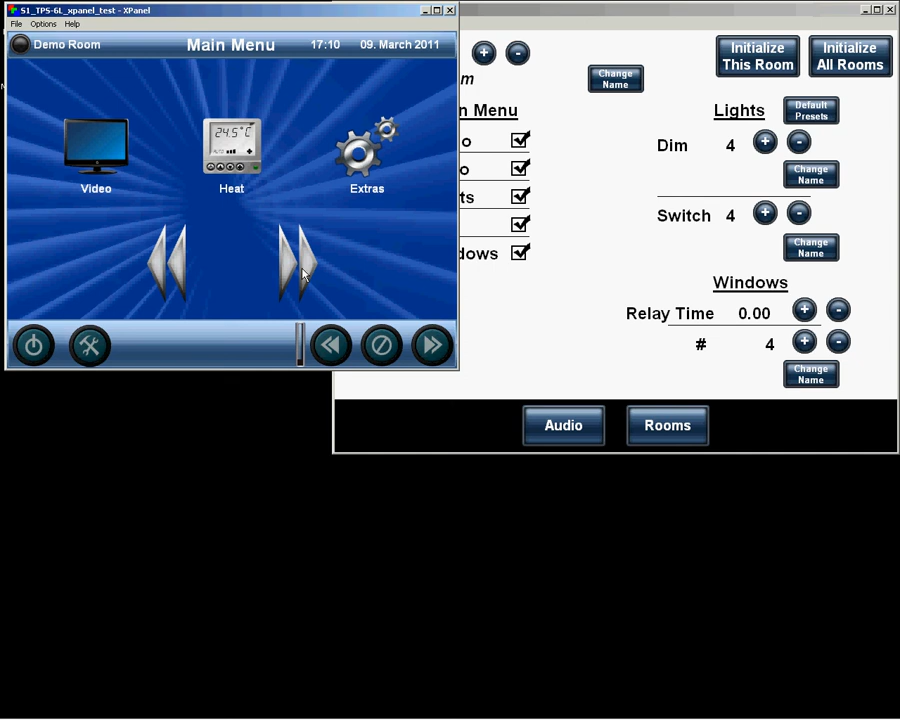 S1_TPS-6L_xpanel_test - XPanel
File Options Help
Demo Room Main Menu 17:10 09. March 2011
24.5°C
Video Heat Extras
+ -
m
Change
Name
Initialize
This Room
Initialize
All Rooms
n Menu
o
o
ts
dows
Lights
Default
Presets
Dim 4 + -
Change
Name
Switch 4 + -
Change
Name
Windows
Relay Time 0.00 + -
# 4 + -
Change
Name
Audio Rooms